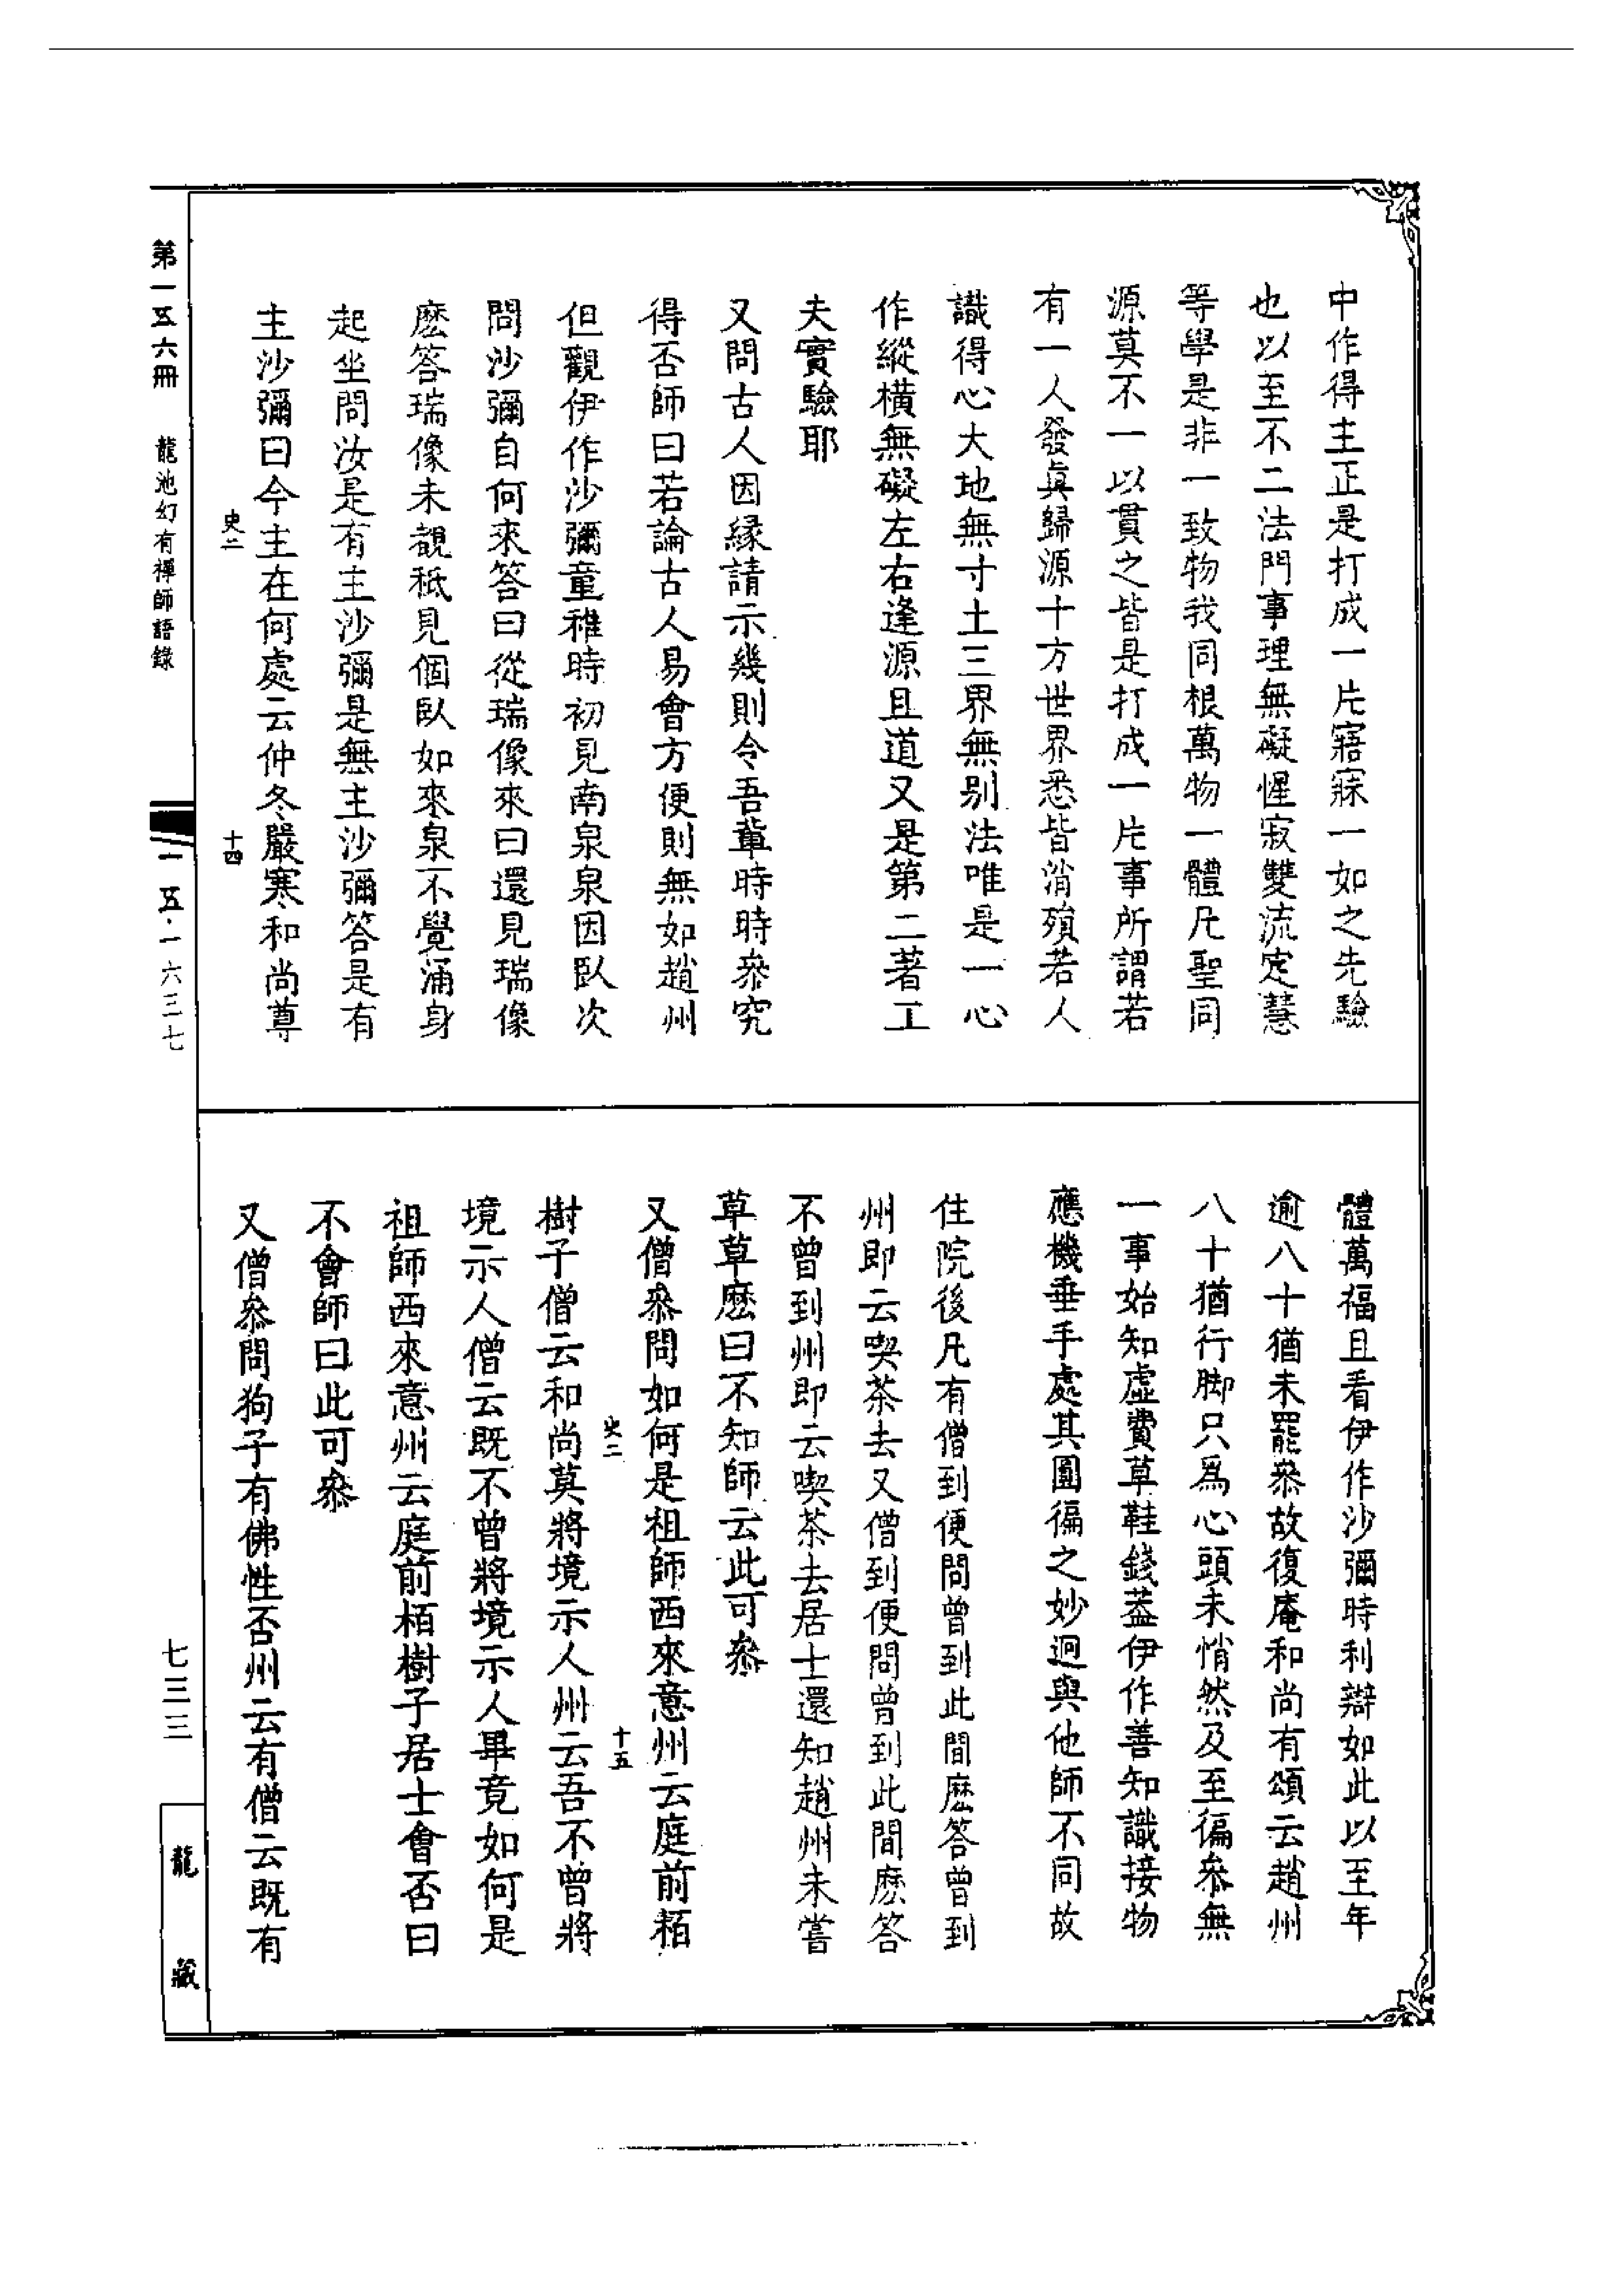 中作得主正是打成一片寤寐一如之先驗
也以至不二法門事理無礙惺寂雙流定慧
等學是非一致物我同根萬物一體凡聖同
源莫不一以貫之皆是打成一片事所謂若
有一人發眞歸源十方世界悉皆消殞若人
識得心大地無寸土三界無别法唯是一心
作縱橫無礙左右逢源且道又是第二著工
夫實驗耶
又問古人因緣請示幾則令吾軰時時叅究
得否師曰若論古人易會方便則無如趙州
但觀伊作沙彌童稚時初見南泉泉因臥次
問沙彌自何來答曰從瑞像來曰還見瑞像
麽答瑞像未覩秖見個臥如來泉不覺涌身
起坐問汝是有主沙彌是無主沙彌答是有
主沙彌曰今主在何處云仲冬嚴寒和尚尊
史二
十四
體萬福且看伊作沙彌時利辯如此以至年
逾八十猶未罷叅故復庵和尚有頌云趙州
八十猶行脚只爲心頭未悄然及至徧叅無
一事始知虛費草鞋錢葢伊作善知識接物
應機垂手處其圓徧之妙迥與他師不同故
住院後凡有僧到便問曾到此間麽答曾到
州即云喫茶去又僧到便問曾到此間麽答
不曾到州即云喫茶去居士還知趙州未嘗
草草麽曰不知師云此可叅
又僧叅問如何是祖師西來意州云庭前栢
史二
十五
樹子僧云和尚莫將境示人州云吾不曾將
境示人僧云既不曾將境示人畢竟如何是
祖師西來意州云庭前栢樹子居士會否曰
不會師曰此可叅
又僧叅問狗子有佛性否州云有僧云既有
第一五六冊 龍池幻有禪師語錄
一五·一六三七
七三三
龍藏